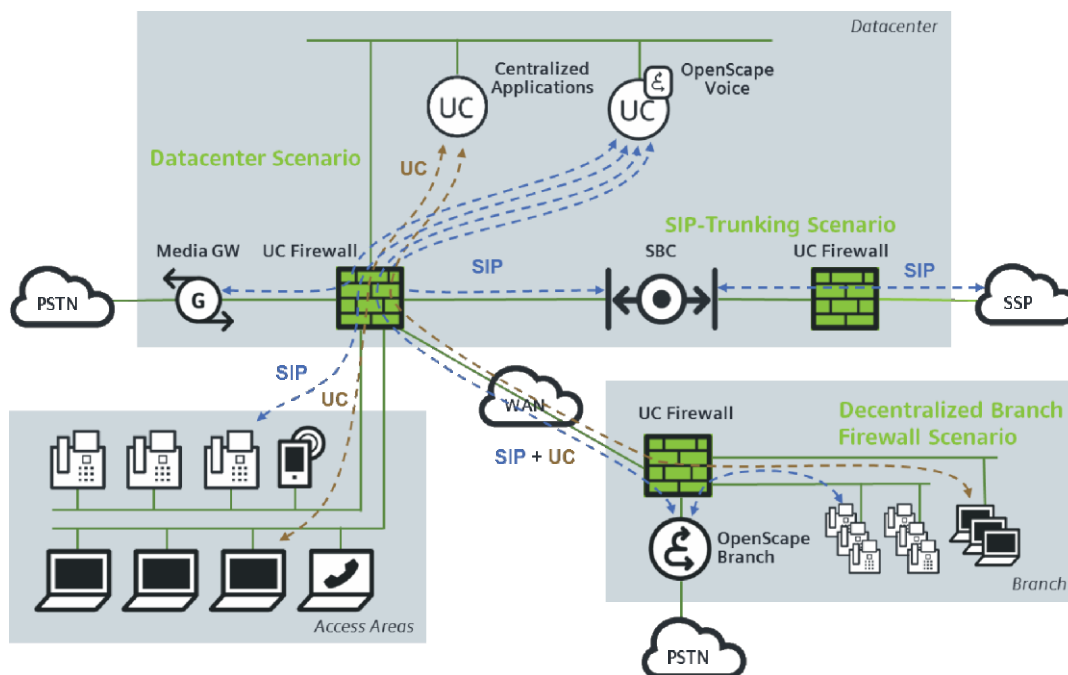 Datacenter
Centralized
Applications
OpenScape
Voice
UC
UC
Datacenter Scenario
UC
SIP-Trunking Scenario
Media GW
UC Firewall
SBC
UC Firewall
SIP
SIP
PSTN
G
SSP
SIP
UC
WAN
UC Firewall
Decentralized Branch
Firewall Scenario
SIP + UC
OpenScape
Branch
Branch
Access Areas
PSTN